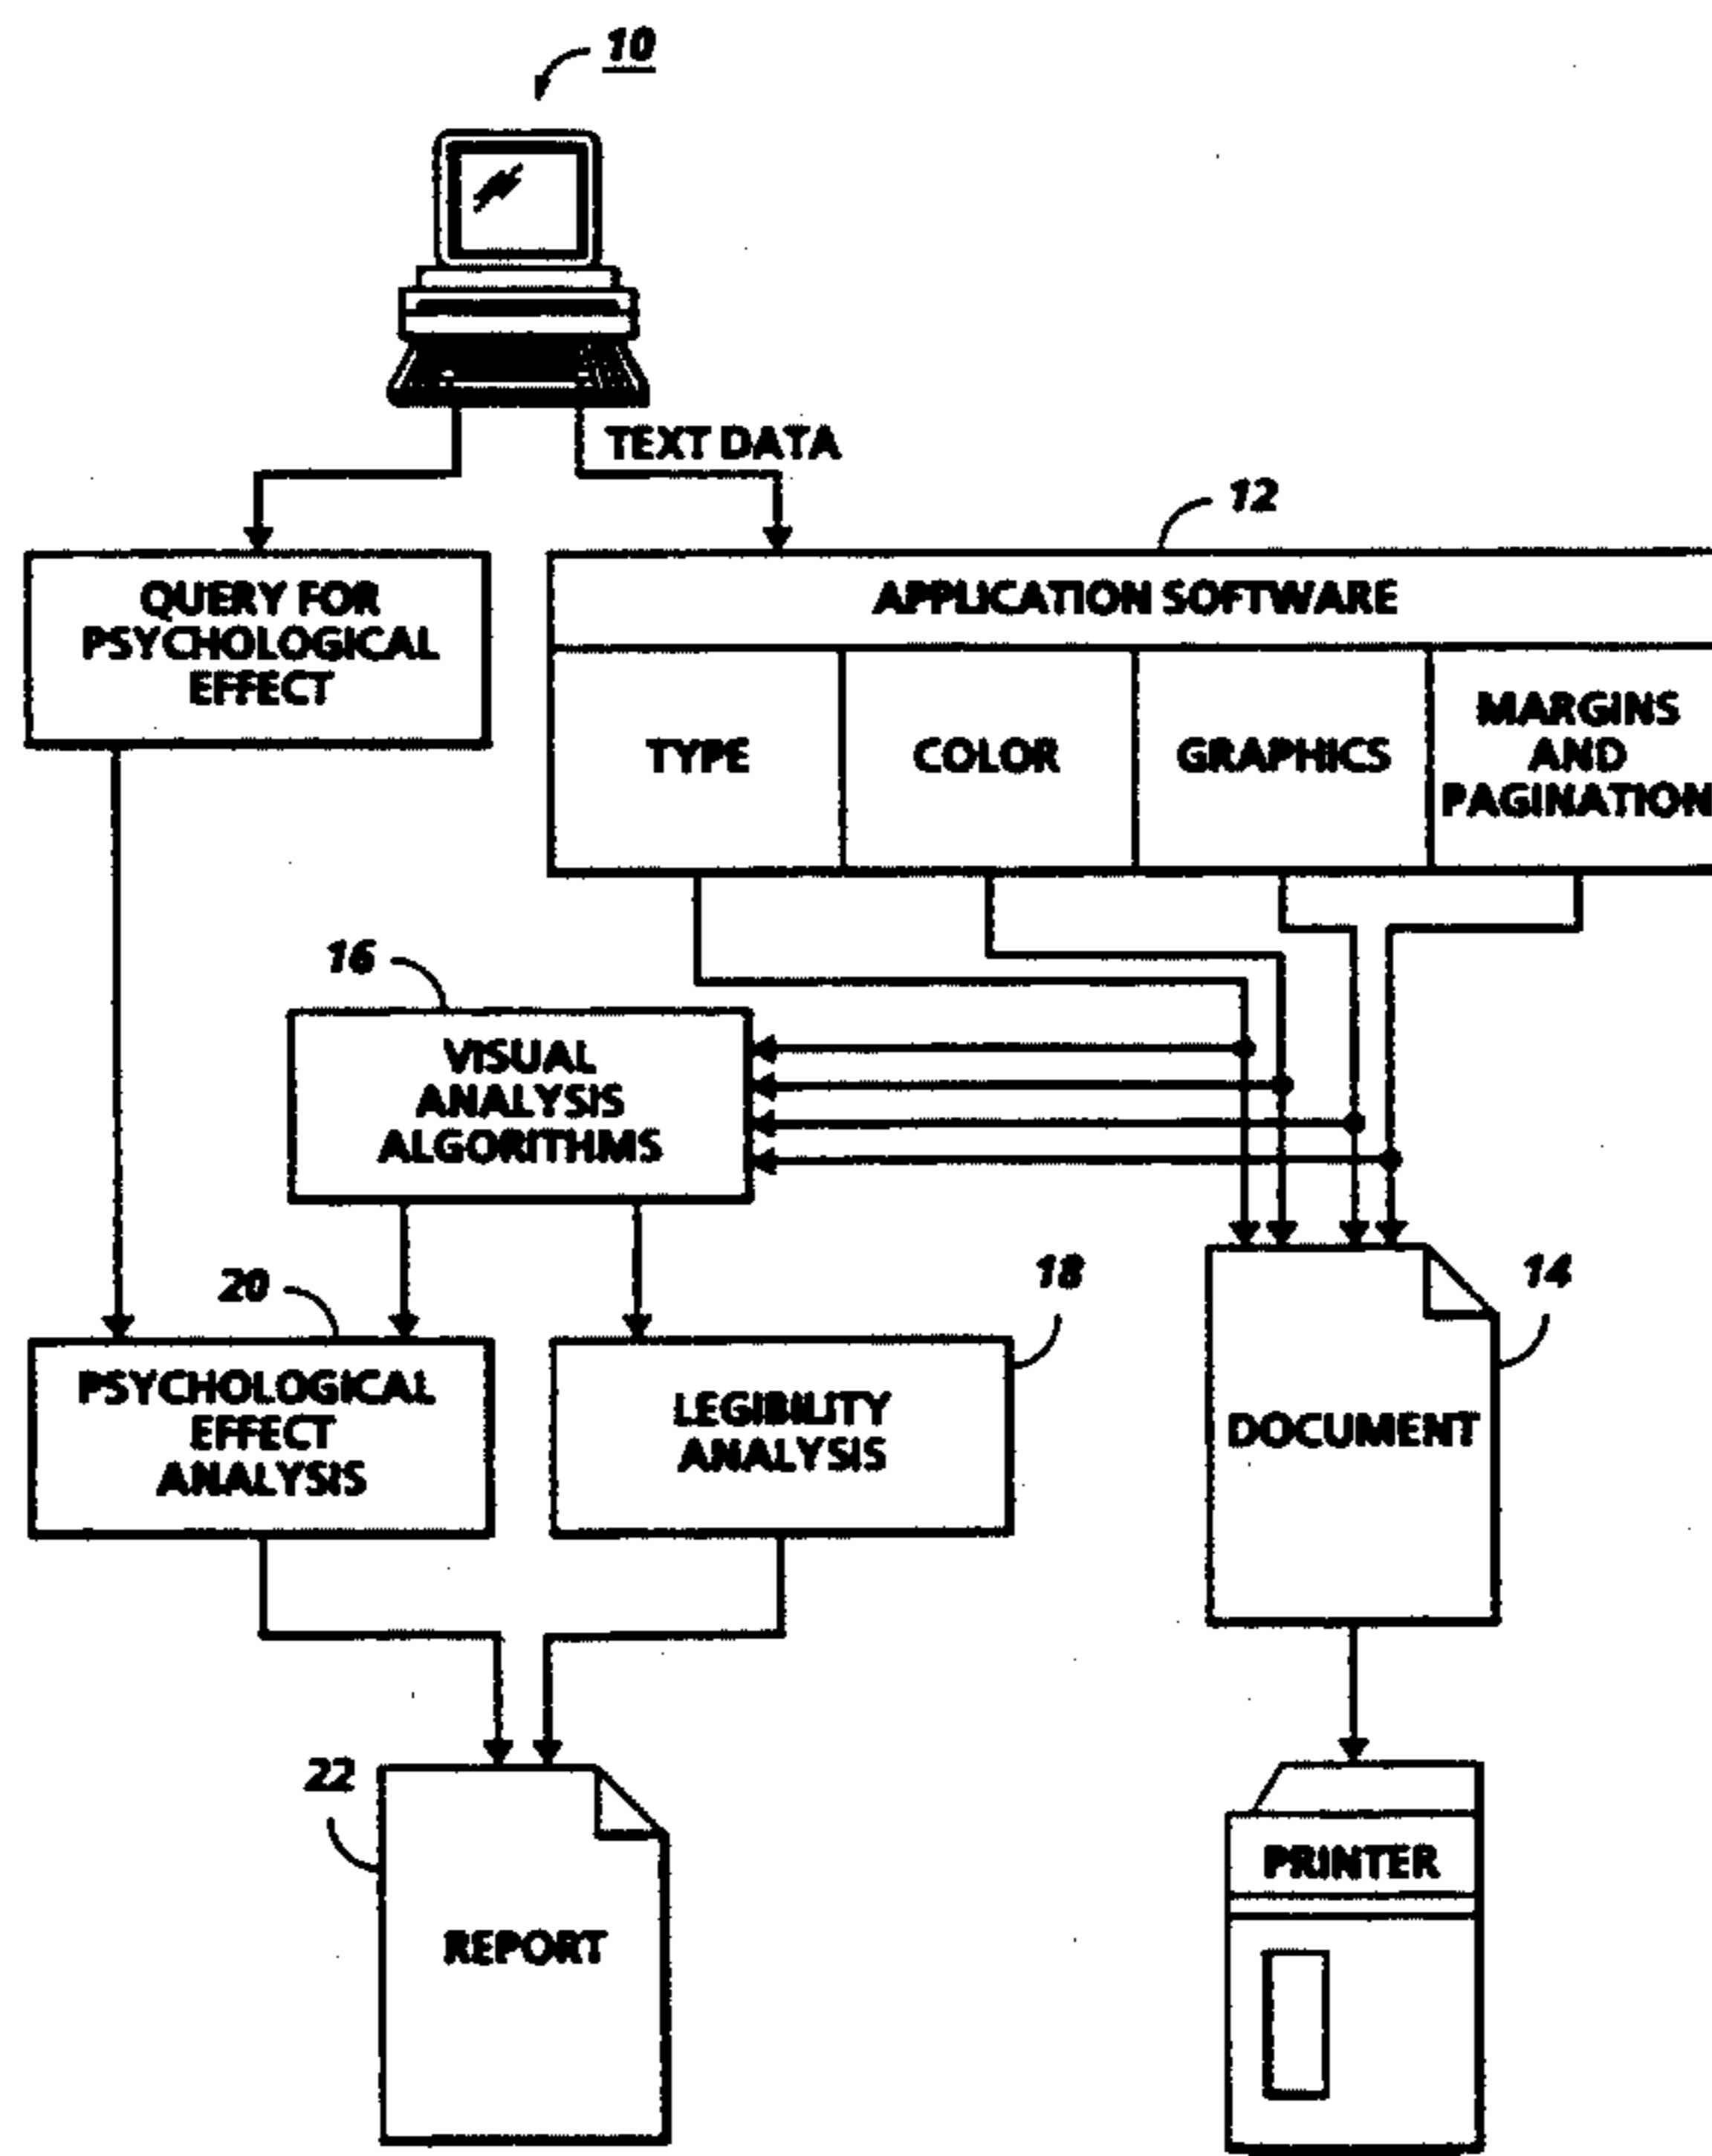 10
TEXT DATA
12
QUERY FOR
PSYCHOLOGICAL
EFFECT
APPLICATION SOFTWARE
TYPE
COLOR
GRAPHICS
MARGINS
AND
PAGINATION
16
VISUAL
ANALYSIS
ALGORITHMS
20
18
14
PSYCHOLOGICAL
EFFECT
ANALYSIS
LEGIBILITY
ANALYSIS
DOCUMENT
22
REPORT
PRINTER